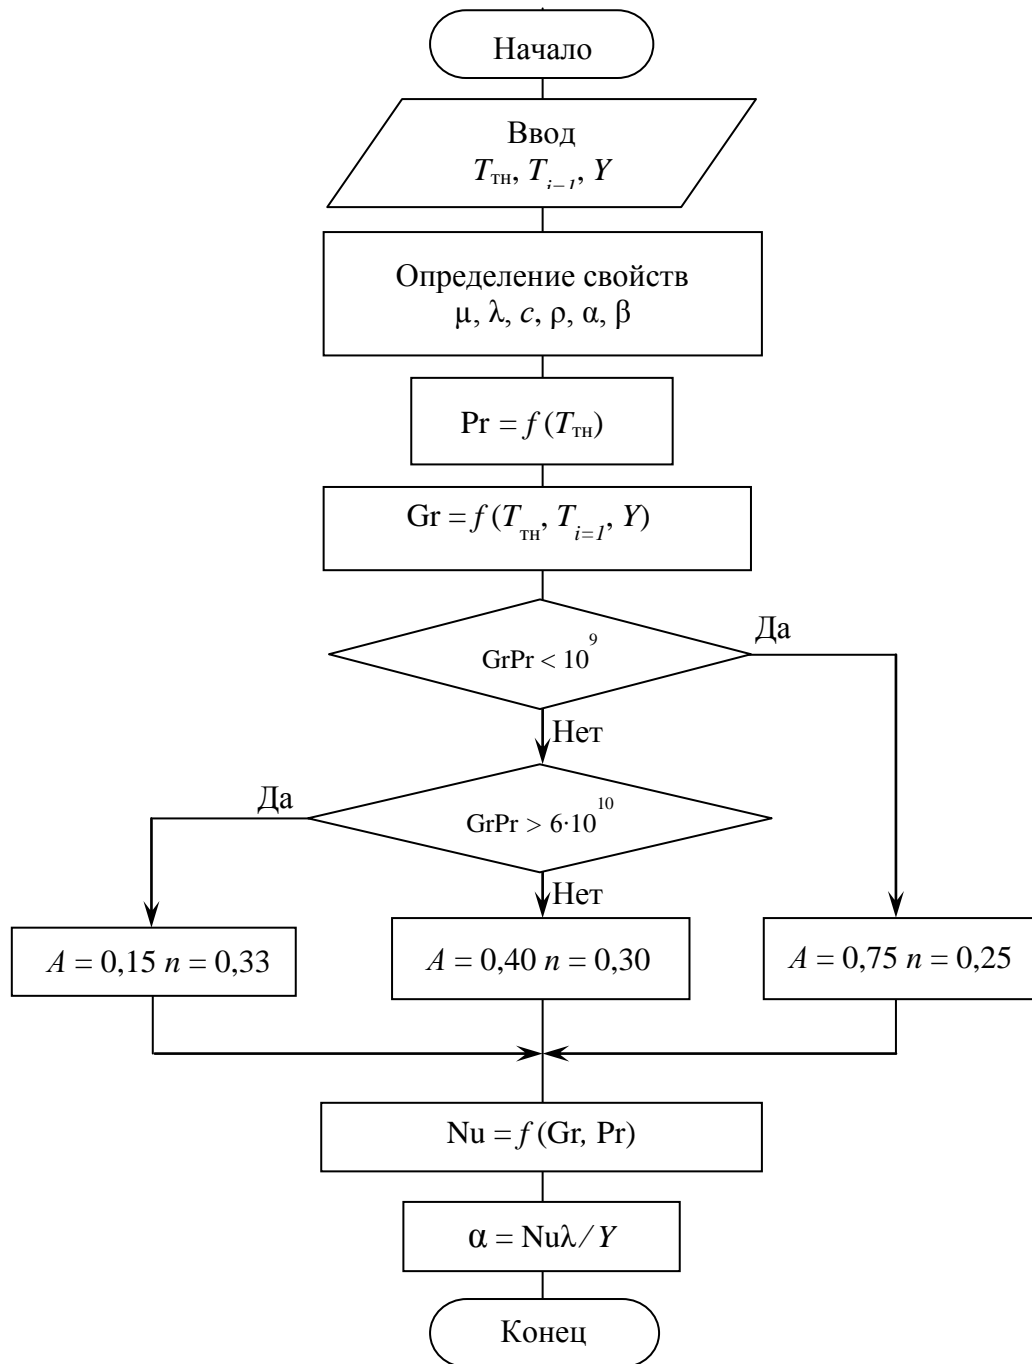 Начало
Ввод
Tтн, Ti=1, Y
Определение свойств
μ, λ, c, ρ, α, β
Pr = f (Tтн)
Gr = f (Tтн, Ti=1, Y)
GrPr < 10^9
Да
Нет
GrPr > 6·10^10
Да
Нет
A = 0,15 n = 0,33
A = 0,40 n = 0,30
A = 0,75 n = 0,25
Nu = f (Gr, Pr)
α = Nuλ / Y
Конец